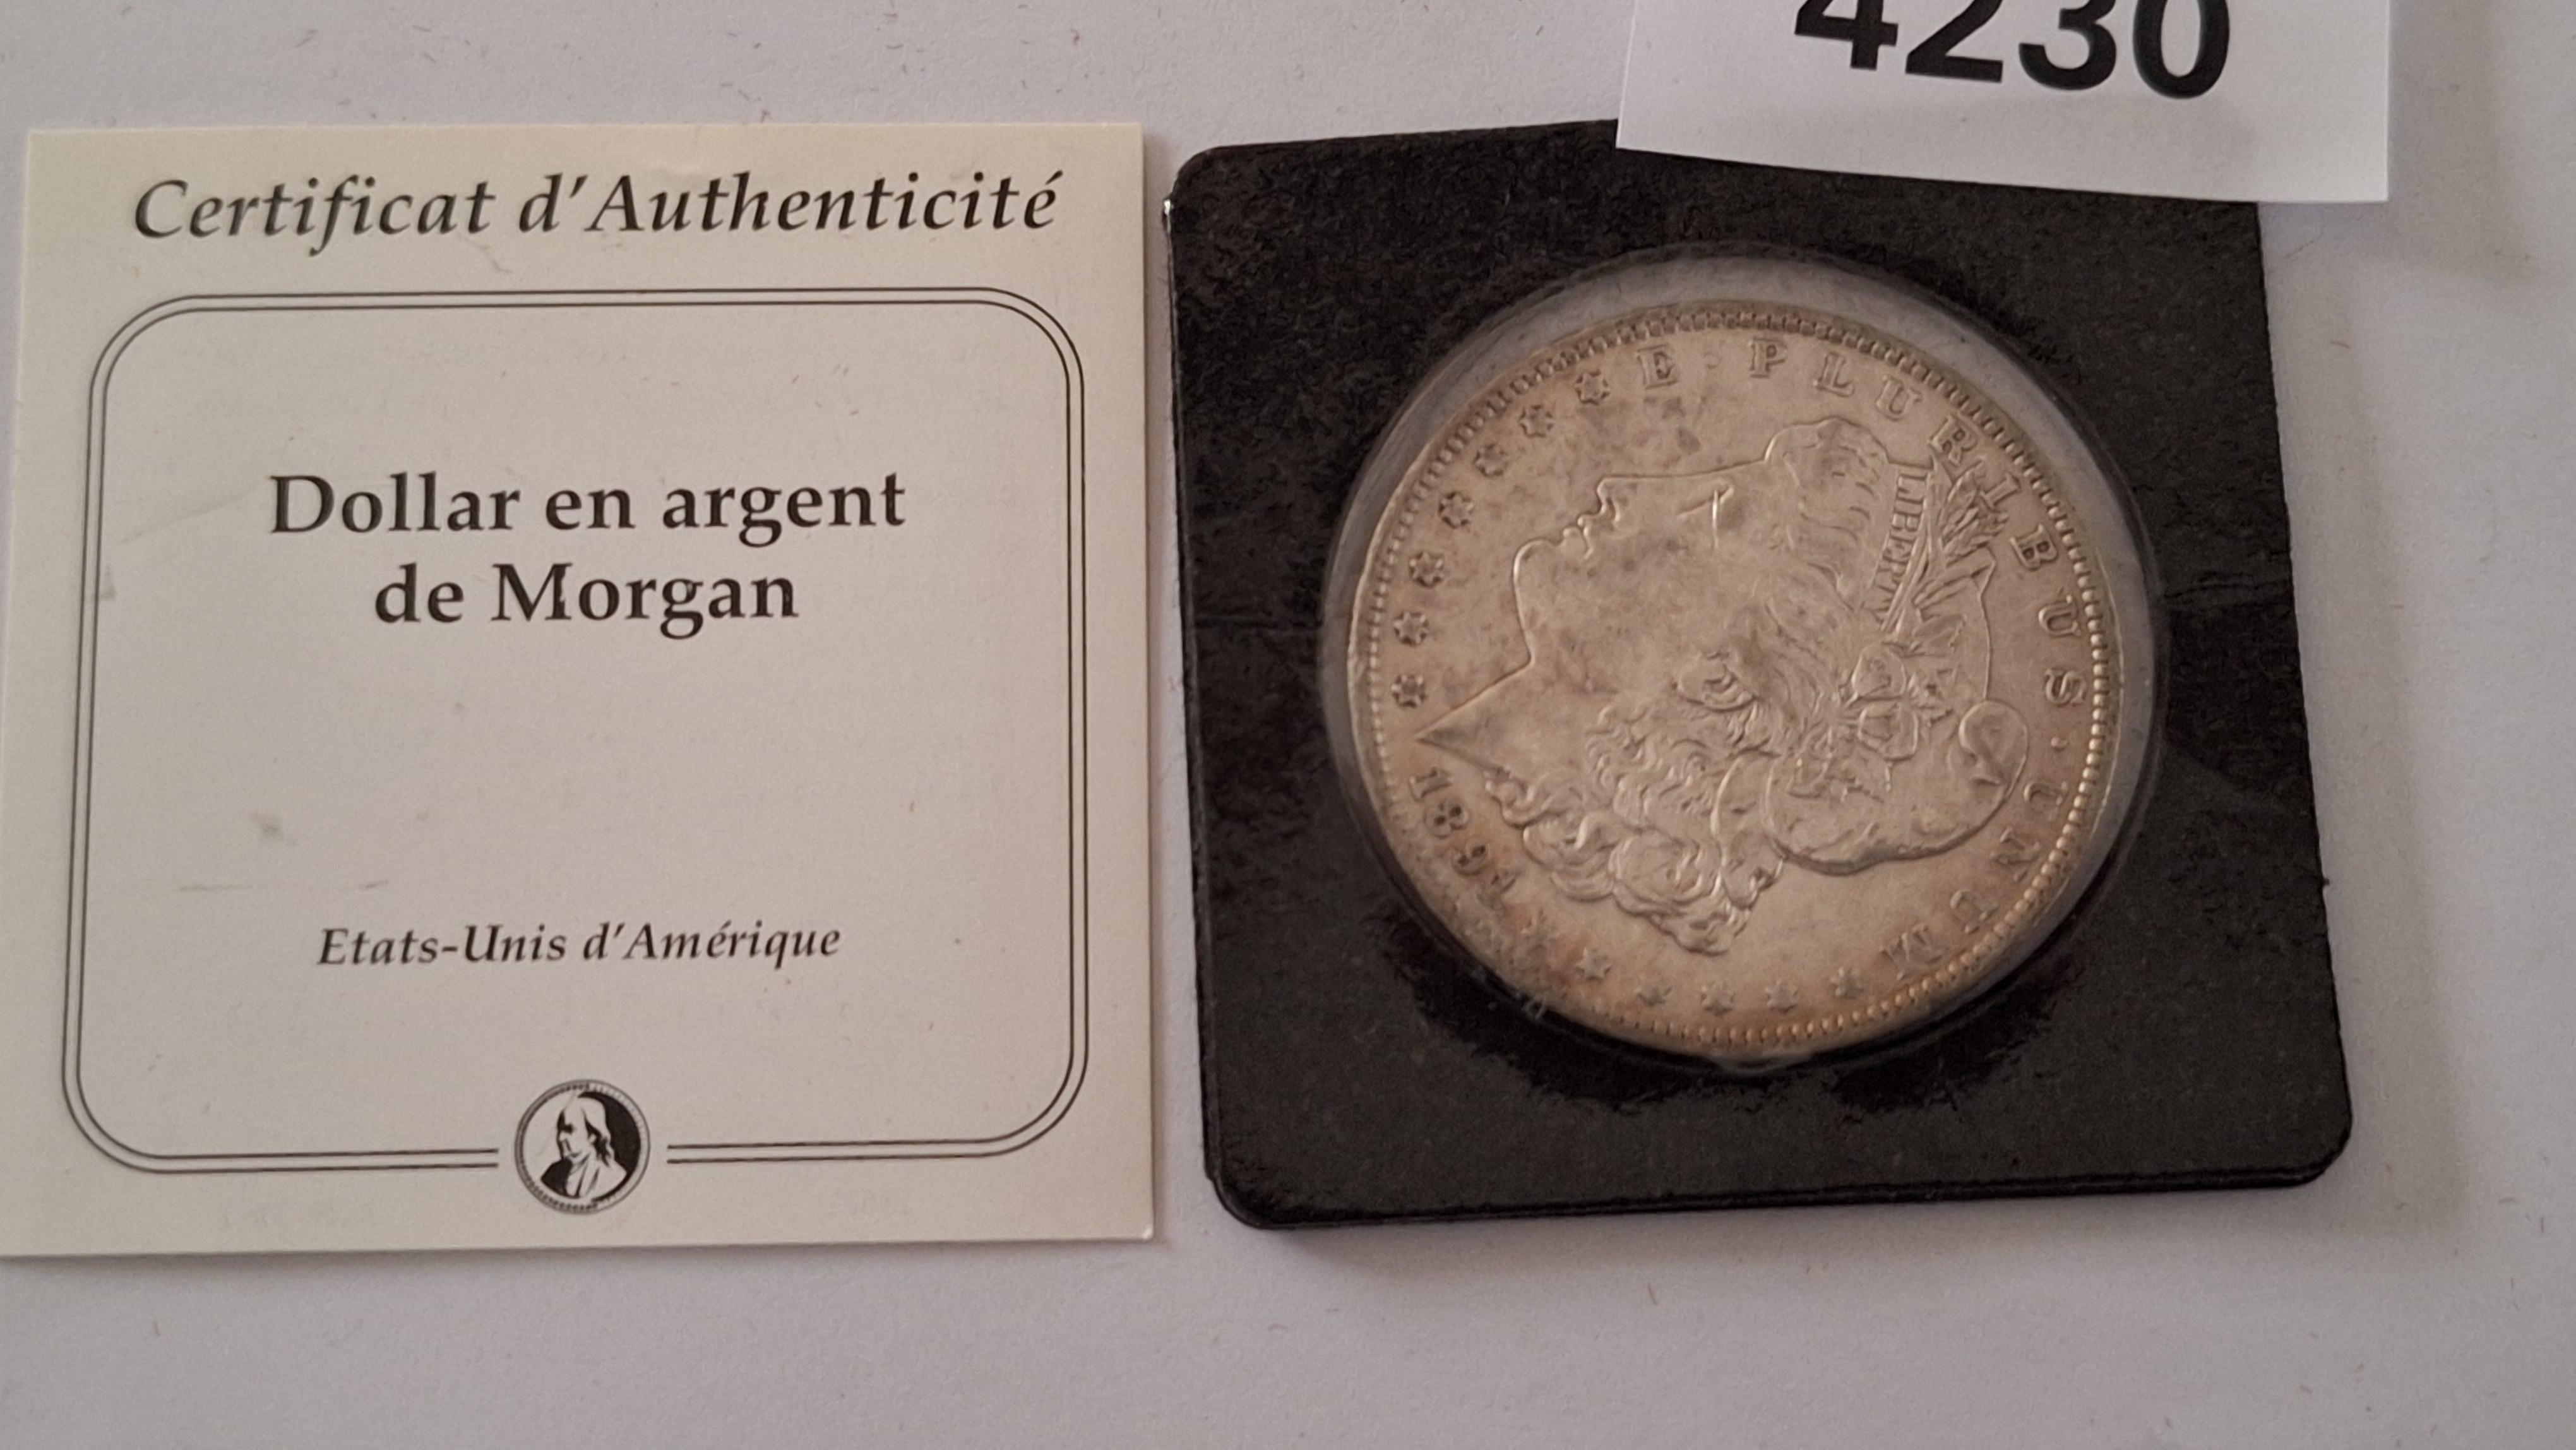 4230
Certificat d'Authenticité
Dollar en argent
de Morgan
Etats-Unis d'Amérique
E·PLURIBUS·UNUM
LIBERTY